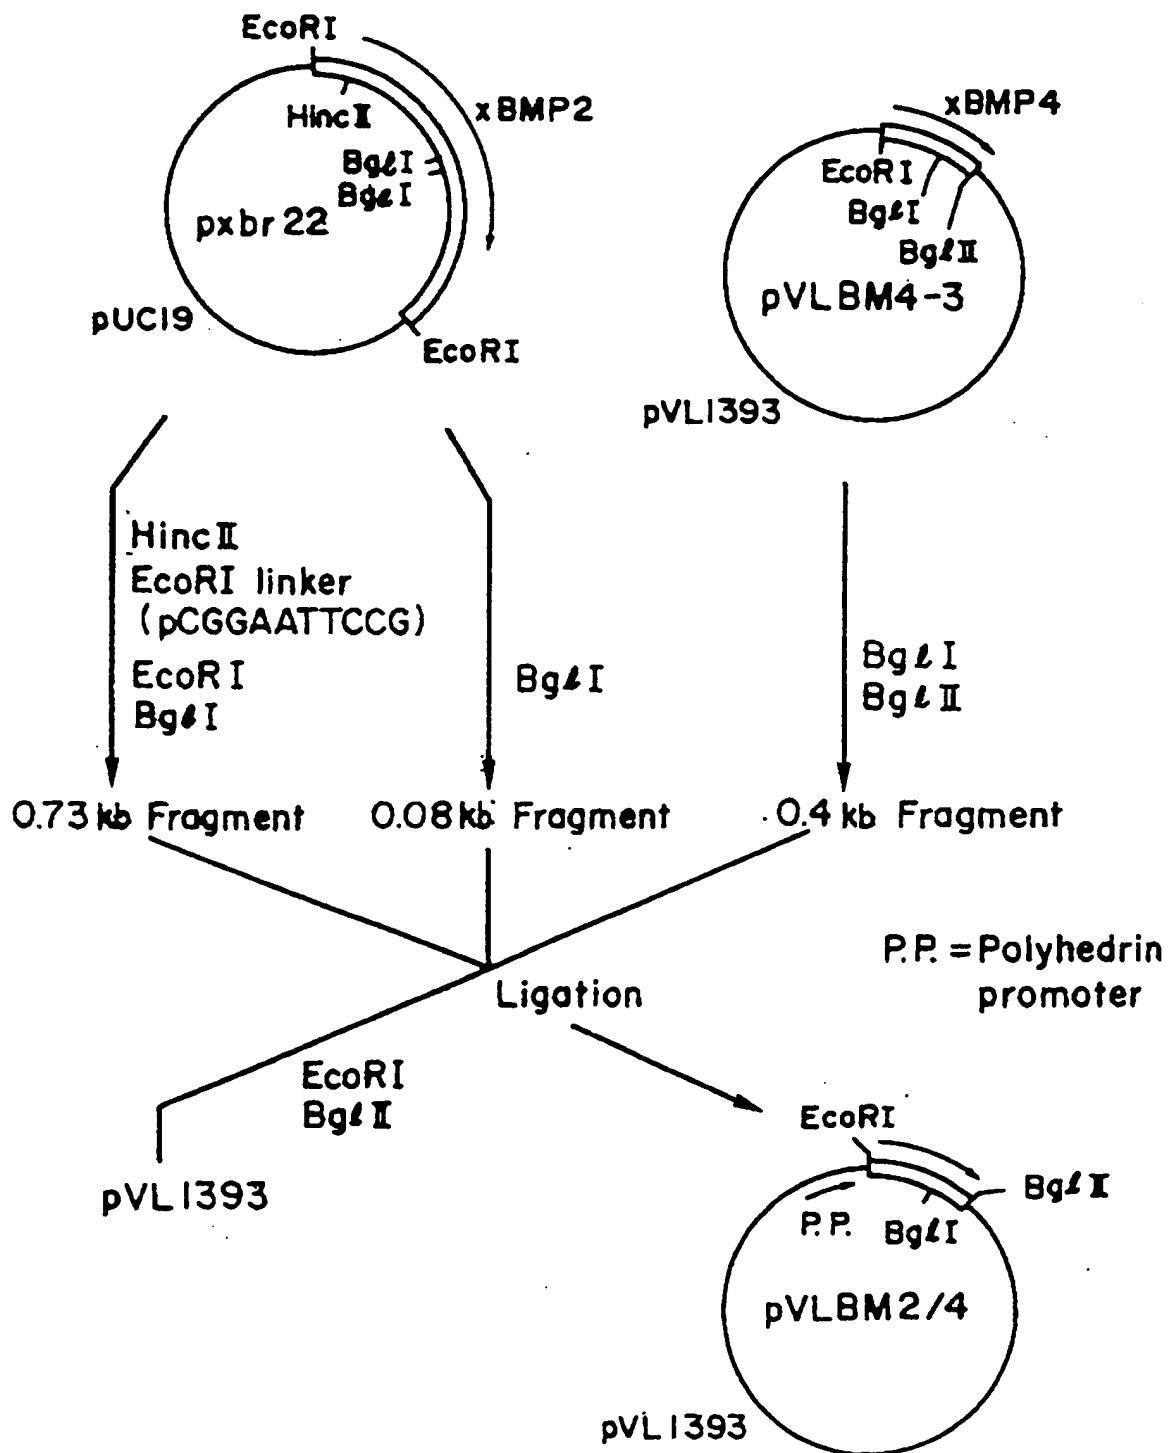 EcoRI
xBMP2
HincII
BglI
BglI
pxbr22
pUC19
EcoRI
xBMP4
EcoRI
BglI
BglII
pVLBM4-3
pVL1393
HincII
EcoRI linker
(pCGGAATTCCG)
EcoRI
BglI
BglI
BglI
BglII
0.73 kb Fragment
0.08 kb Fragment
0.4 kb Fragment
Ligation
P.P. = Polyhedrin
promoter
EcoRI
BglII
pVL1393
EcoRI
BglII
P.P.
BglI
pVLBM2/4
pVL1393